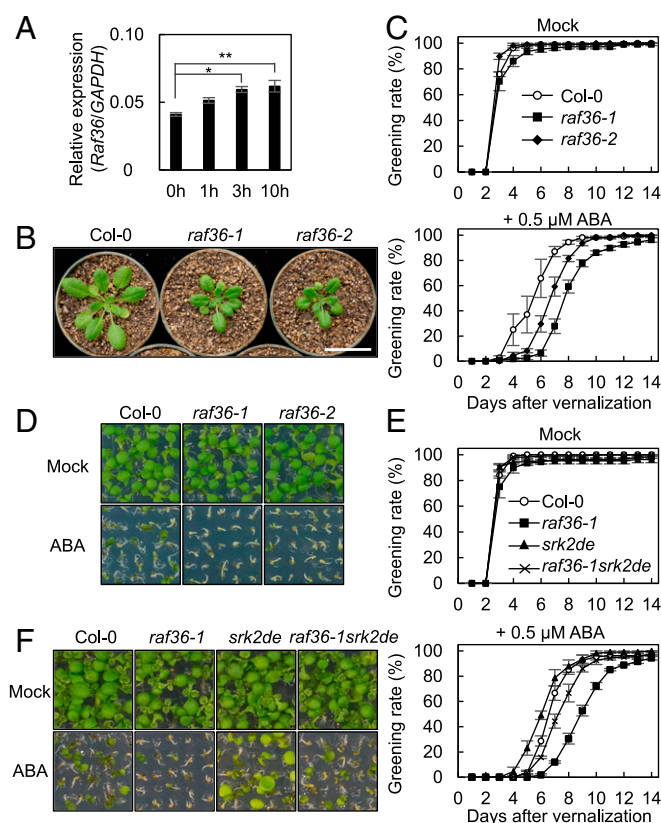 A
0.10
0.05
0
Relative expression
(Raf36/GAPDH)
**
*
0h 1h 3h 10h
B
Col-0 raf36-1 raf36-2
C
Mock
Greening rate (%)
100
80
60
40
20
0
Col-0
raf36-1
raf36-2
0 2 4 6 8 10 12 14
+ 0.5 µM ABA
Greening rate (%)
100
80
60
40
20
0
0 2 4 6 8 10 12 14
Days after vernalization
D
Col-0 raf36-1 raf36-2
Mock
ABA
E
Mock
Greening rate (%)
100
80
60
40
20
0
Col-0
raf36-1
srk2de
raf36-1srk2de
0 2 4 6 8 10 12 14
F
Col-0 raf36-1 srk2de raf36-1srk2de
Mock
ABA
+ 0.5 µM ABA
Greening rate (%)
100
80
60
40
20
0
0 2 4 6 8 10 12 14
Days after vernalization